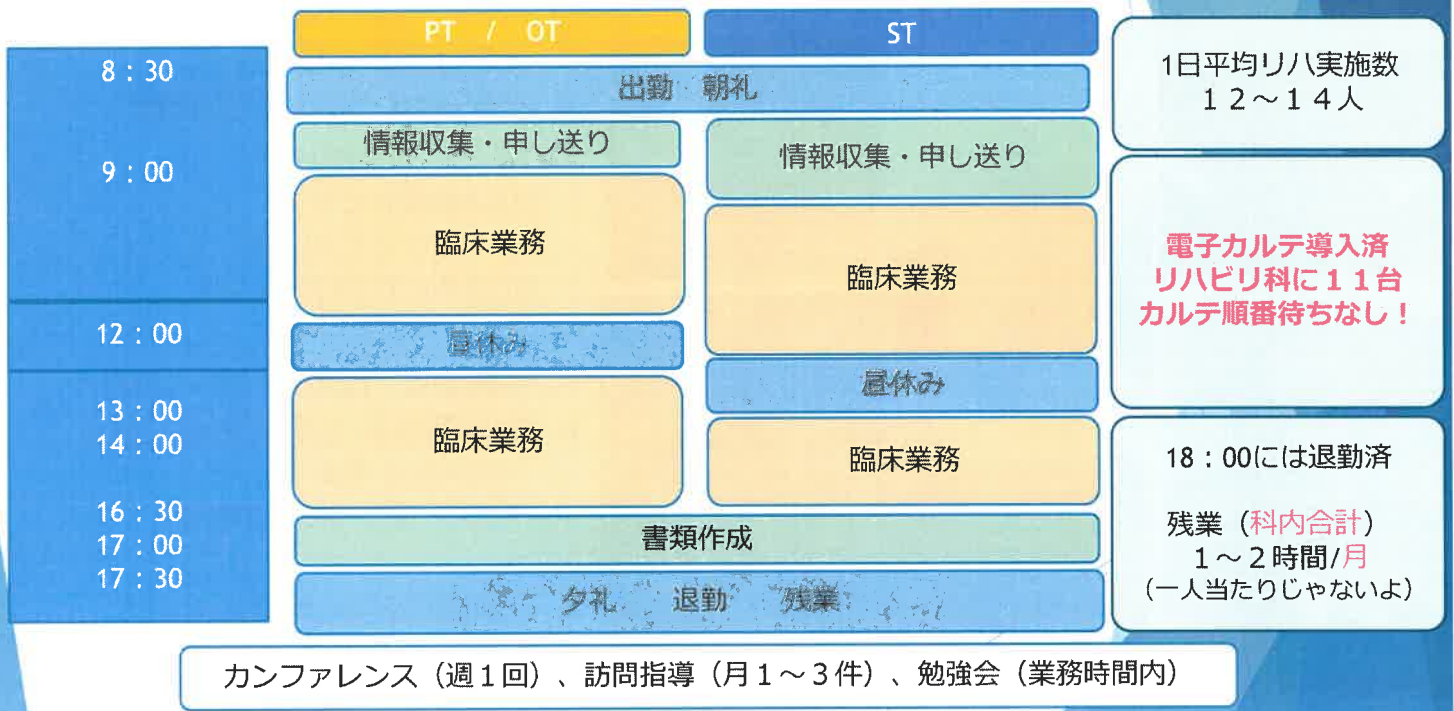 PT / OT
ST
8：30
9：00
12：00
13：00
14：00
16：30
17：00
17：30
出勤　朝礼
情報収集・申し送り
臨床業務
昼休み
臨床業務
情報収集・申し送り
臨床業務
昼休み
臨床業務
書類作成
夕礼　退勤　残業
1日平均リハ実施数
１２～１４人
電子カルテ導入済
リハビリ科に１１台
カルテ順番待ちなし！
18：00には退勤済
残業（科内合計）
１～２時間/月
（一人当たりじゃないよ）
カンファレンス（週１回）、訪問指導（月１～３件）、勉強会（業務時間内）